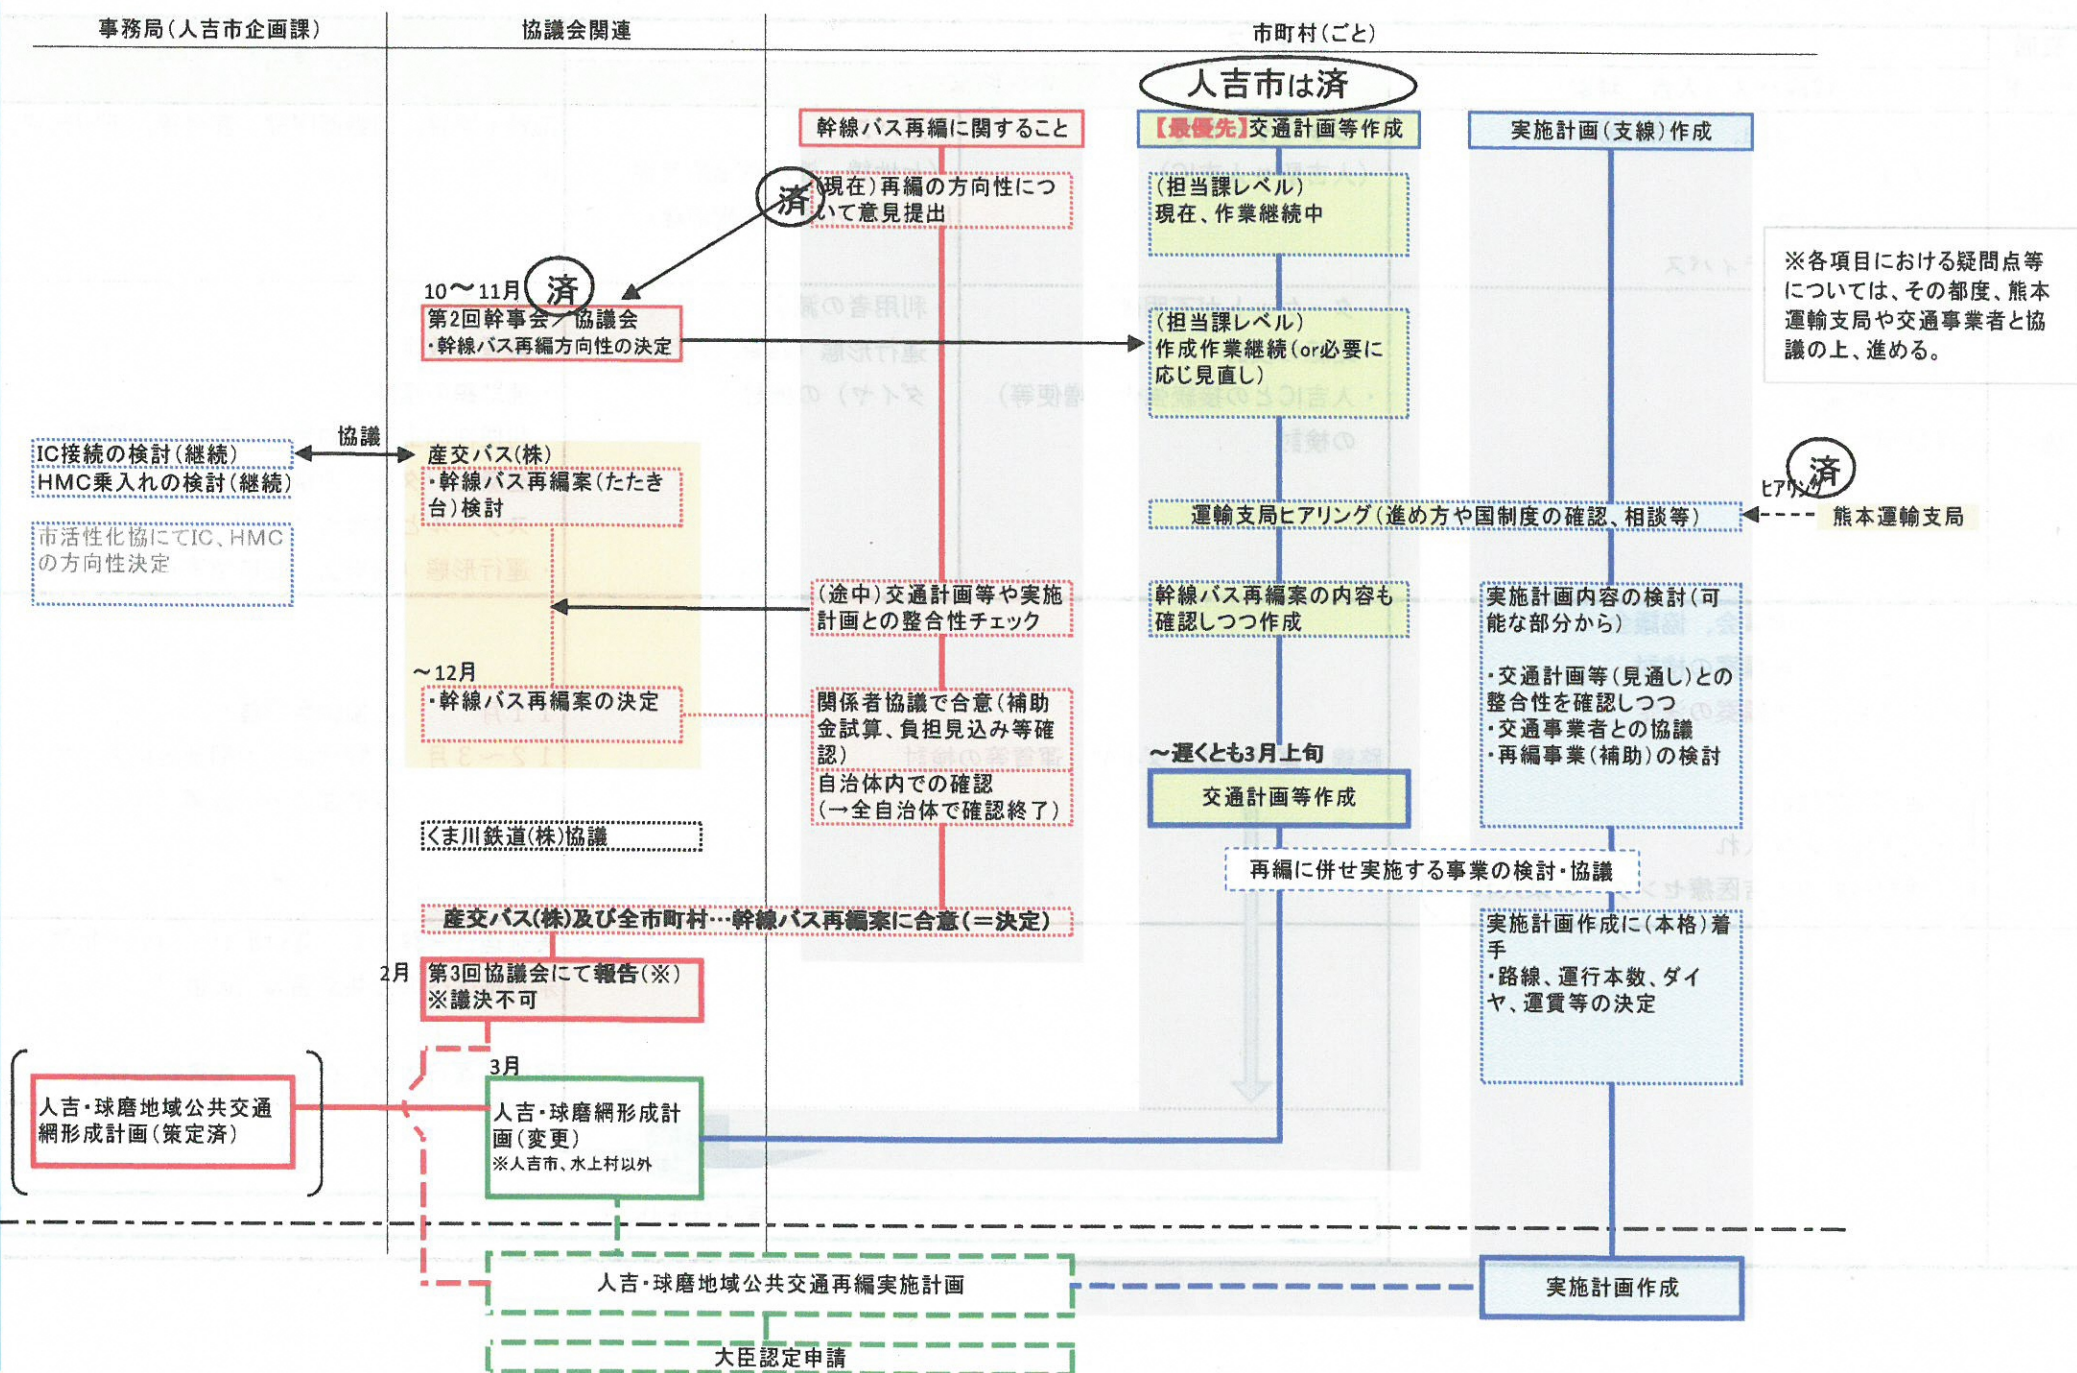 事務局(人吉市企画課)
協議会関連
市町村(ごと)
人吉市は済
幹線バス再編に関すること
【最優先】交通計画等作成
実施計画(支線)作成
済
(現在)再編の方向性につ
いて意見提出
(担当課レベル)
現在、作業継続中
※各項目における疑問点等
については、その都度、熊本
運輸支局や交通事業者と協
議の上、進める。
10〜11月
済
第2回幹事会/協議会
・幹線バス再編方向性の決定
(担当課レベル)
作成作業継続(or必要に
応じ見直し)
IC接続の検討(継続)
HMC乗入れの検討(継続)
協議
産交バス(株)
・幹線バス再編案(たたき
台)検討
済
ヒアリング
運輸支局ヒアリング(進め方や国制度の確認、相談等)
熊本運輸支局
市活性化協にてIC、HMC
の方向性決定
(途中)交通計画等や実施
計画との整合性チェック
幹線バス再編案の内容も
確認しつつ作成
実施計画内容の検討(可
能な部分から)
・交通計画等(見通し)との
整合性を確認しつつ
・交通事業者との協議
・再編事業(補助)の検討
〜12月
・幹線バス再編案の決定
関係者協議で合意(補助
金試算、負担見込み等確
認)
自治体内での確認
(→全自治体で確認終了)
〜遅くとも3月上旬
交通計画等作成
くま川鉄道(株)協議
再編に併せ実施する事業の検討・協議
産交バス(株)及び全市町村…幹線バス再編案に合意(=決定)
実施計画作成に(本格)着
手
・路線、運行本数、ダイ
ヤ、運賃等の決定
2月
第3回協議会にて報告(※)
※議決不可
3月
人吉・球磨地域公共交通
網形成計画(策定済)
人吉・球磨網形成計
画(変更)
※人吉市、水上村以外
人吉・球磨地域公共交通再編実施計画
実施計画作成
大臣認定申請